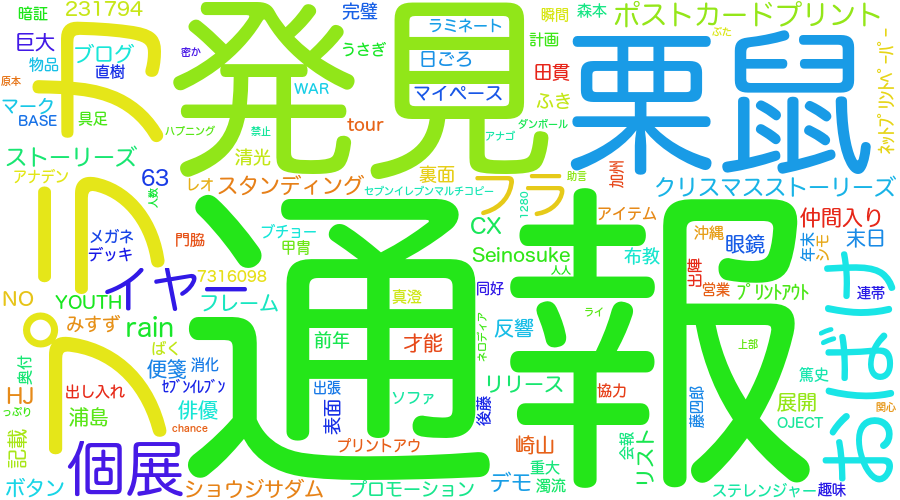 暗証
231794
完璧
ラミネート
瞬間
森本
ポストカードプリント
巨大
ブログ
密か
発見
うさぎ
日ごろ
計画
ぶた
栗鼠
物品
直樹
原本
WAR
マイペース
田貫
ネットプリントペーパー
マーク
BASE
具足
tour
ふき
ハプニング
禁止
アナゴ
ダンボール
ストーリーズ
清光
裏面
助言
加州
アナデン
63
レオ
スタンディング
セブンイレブンマルチコピー
フラ
クリスマスストーリーズ
人数
1280
メガネ
門脇
プチョー
CX
アイテム
仲間入り
デッキ
甲冑
Seinosuke
布教
沖縄
眼鏡
年末
シモ
末日
イヤー
7316098
人人
出陣
NO
YOUTH
フレーム
真澄
同好
営業
プリントアウト
連帯
みすず
rain
通報
前年
才能
ネロディア
反響
ライ
上部
おばけ
ばく
奥付
便箋
消化
セブンイレブン
篤史
HJ
出し入れ
出張
ソファ
リリース
協力
っぷり
浦島
俳優
表面
後藤
藤四郎
展開
関心
chance
OJECT
記載
個展
プリントアウ
崎山
会報
リスト
ボタン
ショウジサダム
プロモーション
デモ
重大
濁流
ステレンジャー
趣味